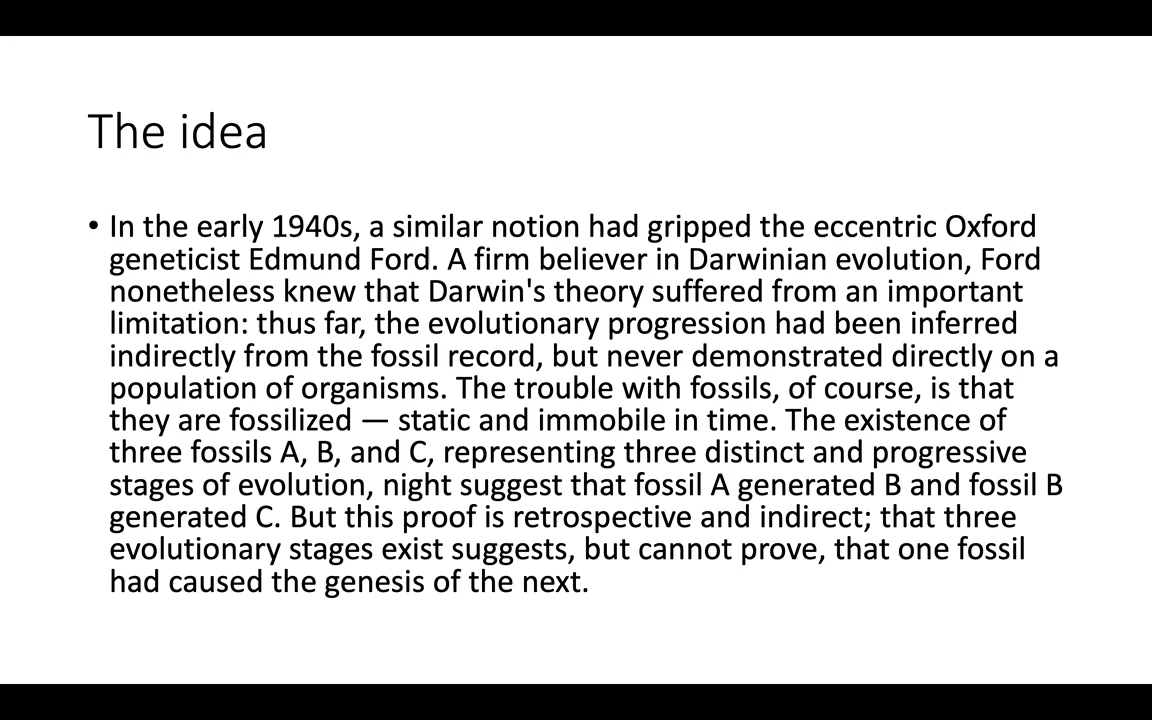 The idea
• In the early 1940s, a similar notion had gripped the eccentric Oxford
geneticist Edmund Ford. A firm believer in Darwinian evolution, Ford
nonetheless knew that Darwin's theory suffered from an important
limitation: thus far, the evolutionary progression had been inferred
indirectly from the fossil record, but never demonstrated directly on a
population of organisms. The trouble with fossils, of course, is that
they are fossilized — static and immobile in time. The existence of
three fossils A, B, and C, representing three distinct and progressive
stages of evolution, night suggest that fossil A generated B and fossil B
generated C. But this proof is retrospective and indirect; that three
evolutionary stages exist suggests, but cannot prove, that one fossil
had caused the genesis of the next.